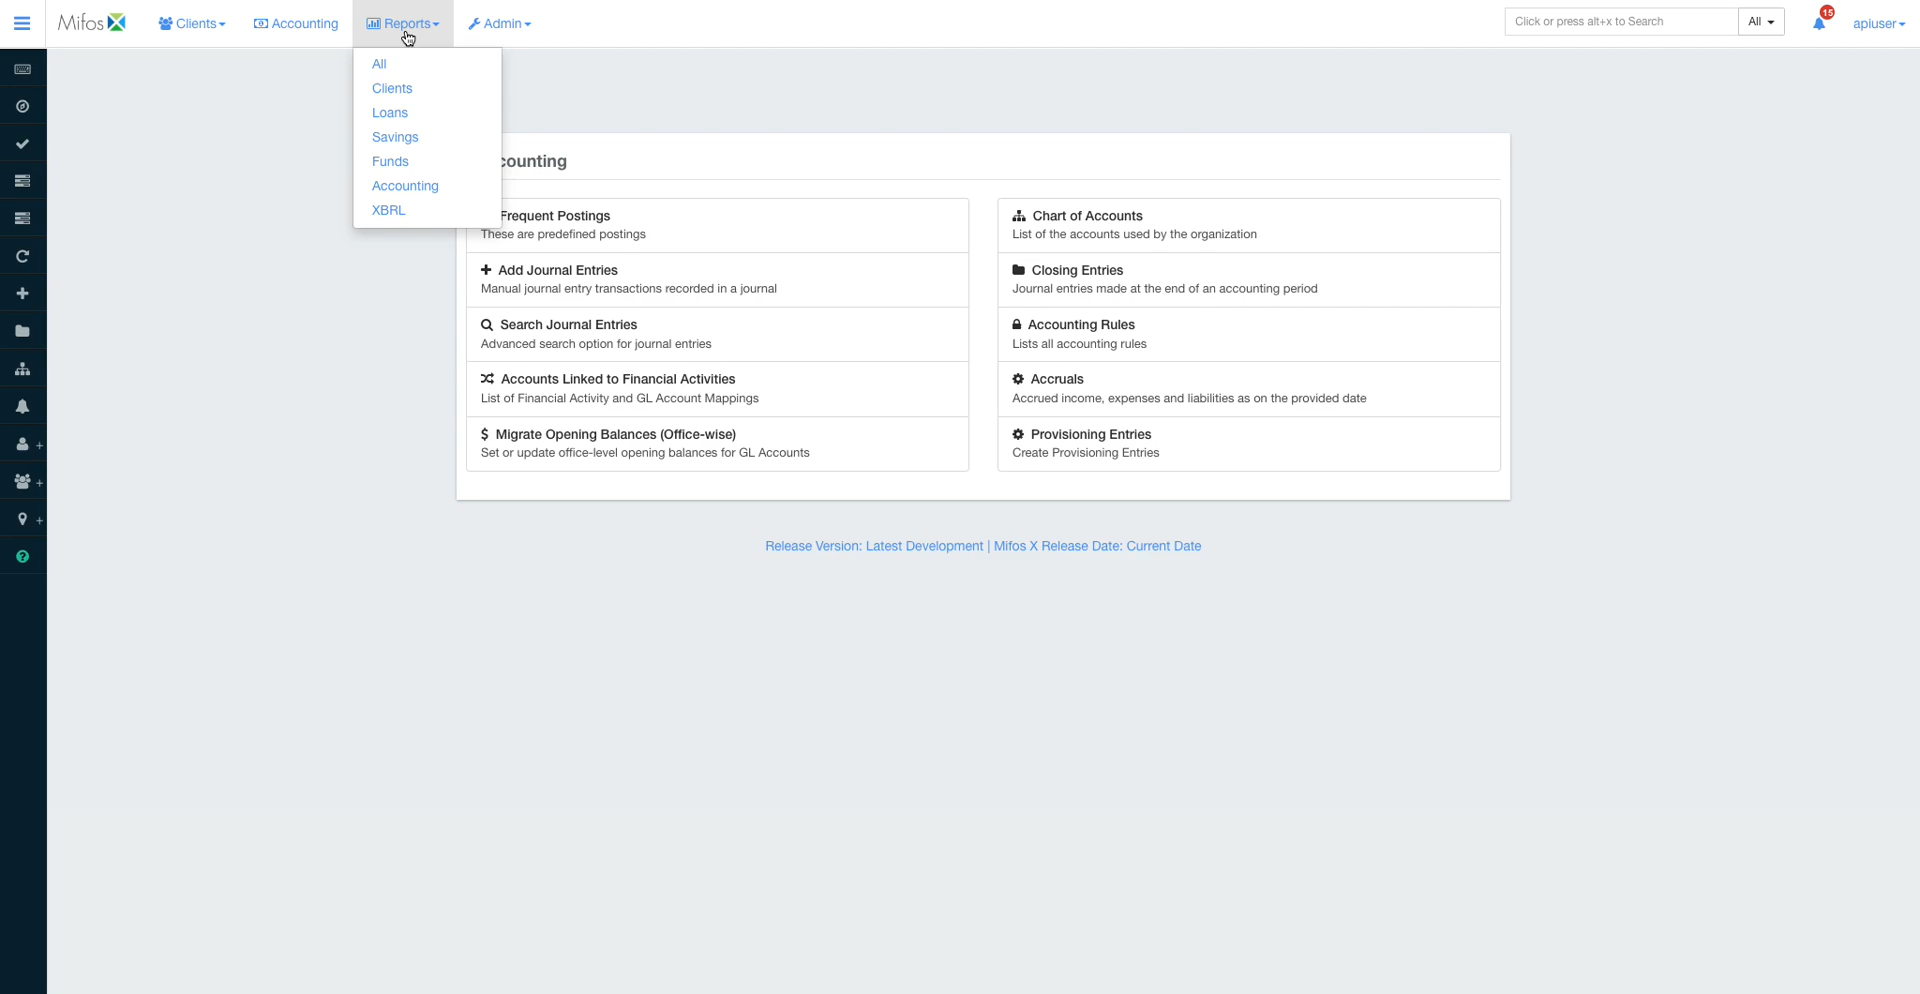 Mifos Clients Accounting Reports Admin Click or press alt+x to Search All 15 apiuser
All
Clients
Loans
Savings
Funds
Accounting
XBRL
counting
Frequent Postings
These are predefined postings
Add Journal Entries
Manual journal entry transactions recorded in a journal
Search Journal Entries
Advanced search option for journal entries
Accounts Linked to Financial Activities
List of Financial Activity and GL Account Mappings
$ Migrate Opening Balances (Office-wise)
Set or update office-level opening balances for GL Accounts
Chart of Accounts
List of the accounts used by the organization
Closing Entries
Journal entries made at the end of an accounting period
Accounting Rules
Lists all accounting rules
Accruals
Accrued income, expenses and liabilities as on the provided date
Provisioning Entries
Create Provisioning Entries
Release Version: Latest Development | Mifos X Release Date: Current Date